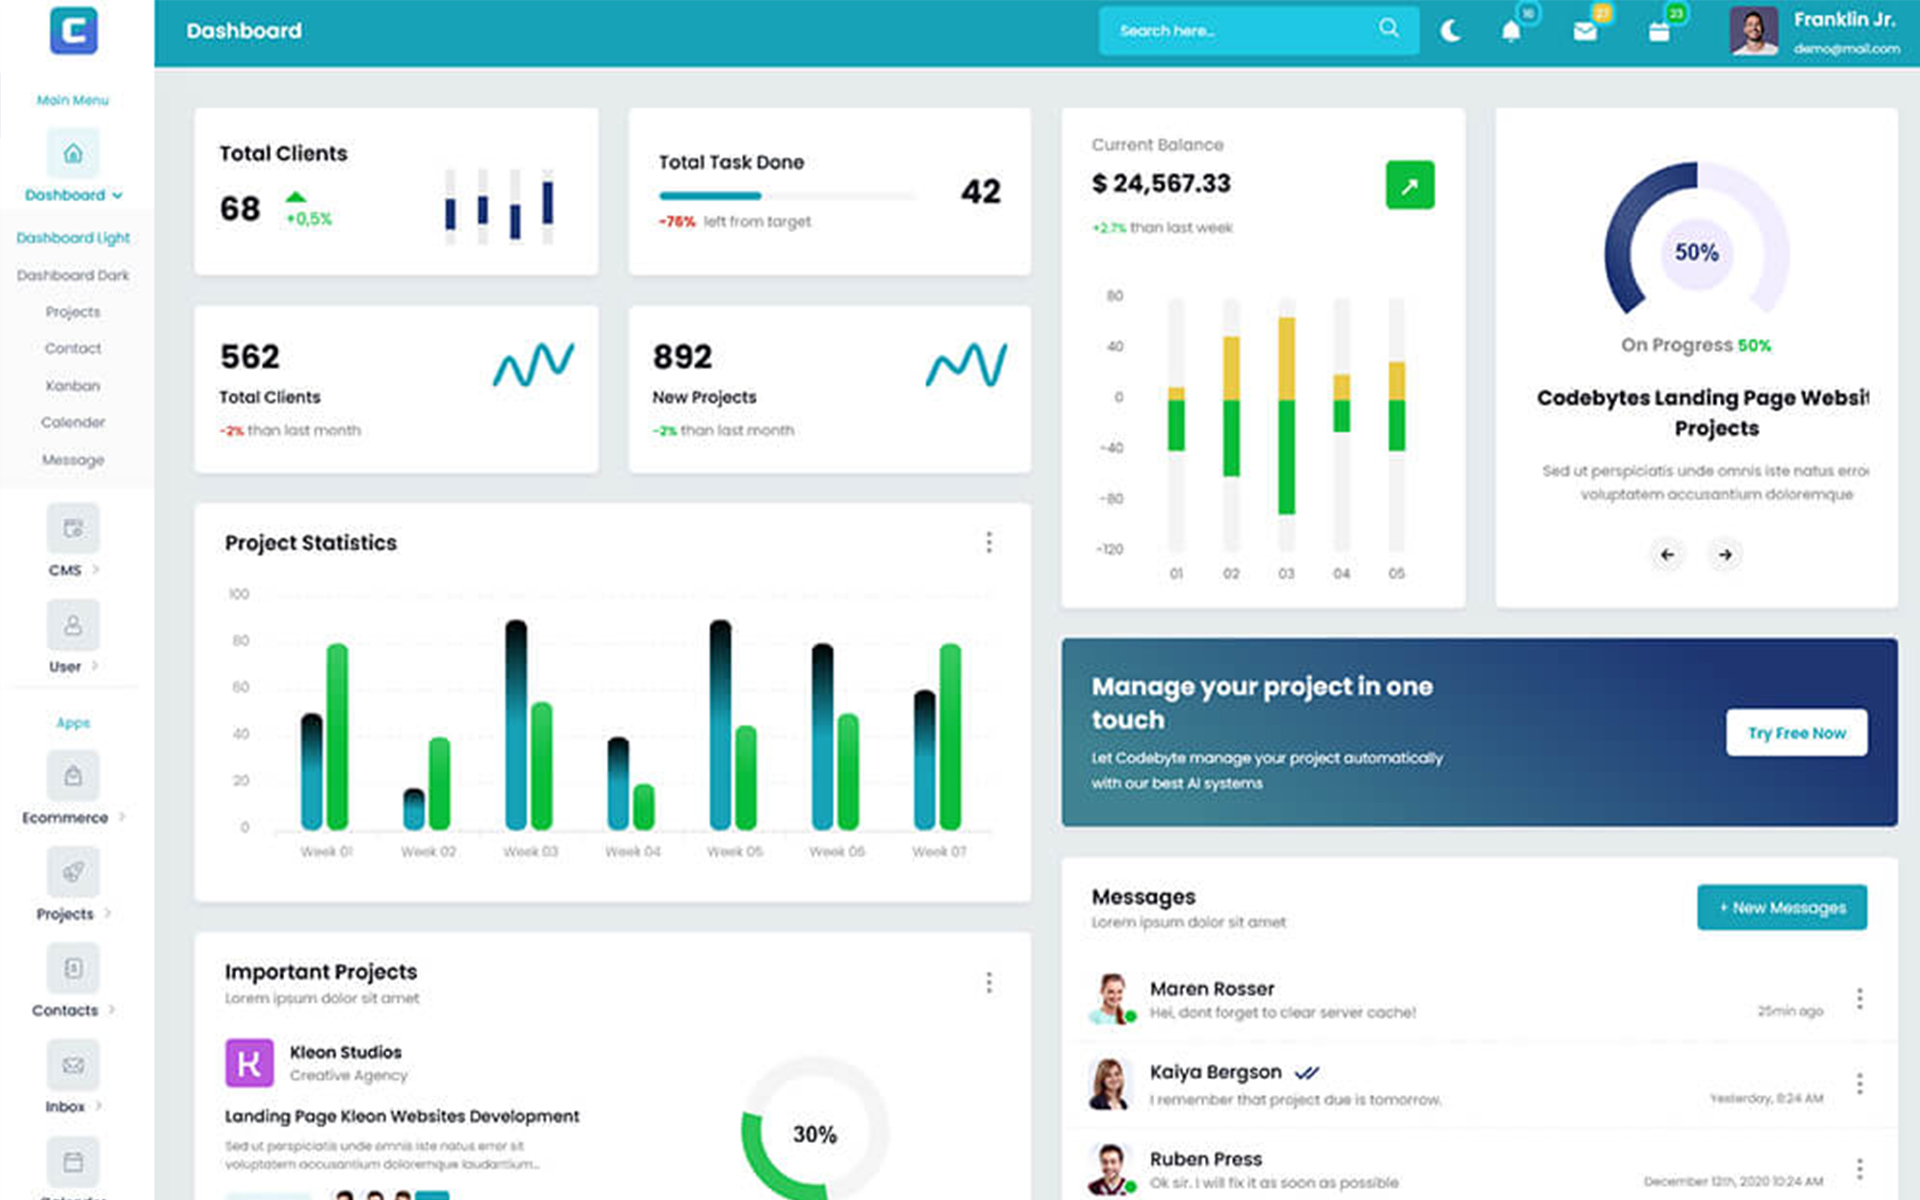 Dashboard
Search here...
16
23
Franklin Jr.
demo@mail.com
Main Menu
Dashboard
Dashboard Light
Dashboard Dark
Projects
Contact
Kanban
Calender
Message
CMS
User
Apps
Ecommerce
Projects
Contacts
Inbox
Total Clients
68
+0,5%
Total Task Done
42
-76% left from target
562
Total Clients
-2% than last month
892
New Projects
-2% than last month
Current Balance
$ 24,567.33
+2.7% than last week
80
40
0
-40
-80
-120
01 02 03 04 05
50%
On Progress 50%
Codebytes Landing Page Websit
Projects
Sed ut perspiciatis unde omnis iste natus error
voluptatem accusantium doloremque
Project Statistics
100
80
60
40
20
0
Week 01 Week 02 Week 03 Week 04 Week 05 Week 06 Week 07
Manage your project in one
touch
Let Codebyte manage your project automatically
with our best AI systems
Try Free Now
Important Projects
Lorem ipsum dolor sit amet
K
Kleon Studios
Creative Agency
Landing Page Kleon Websites Development
Sed ut perspiciatis unde omnis iste natus error sit
voluptatem accusantium doloremque laudantium...
30%
Messages
Lorem ipsum dolor sit amet
+ New Messages
Maren Rosser
Hei, dont forget to clear server cache!
25min ago
Kaiya Bergson
I remember that project due is tomorrow.
Yesterday, 8:24 AM
Ruben Press
Ok sir. I will fix it as soon as possible
December 12th, 2020 10:24 AM